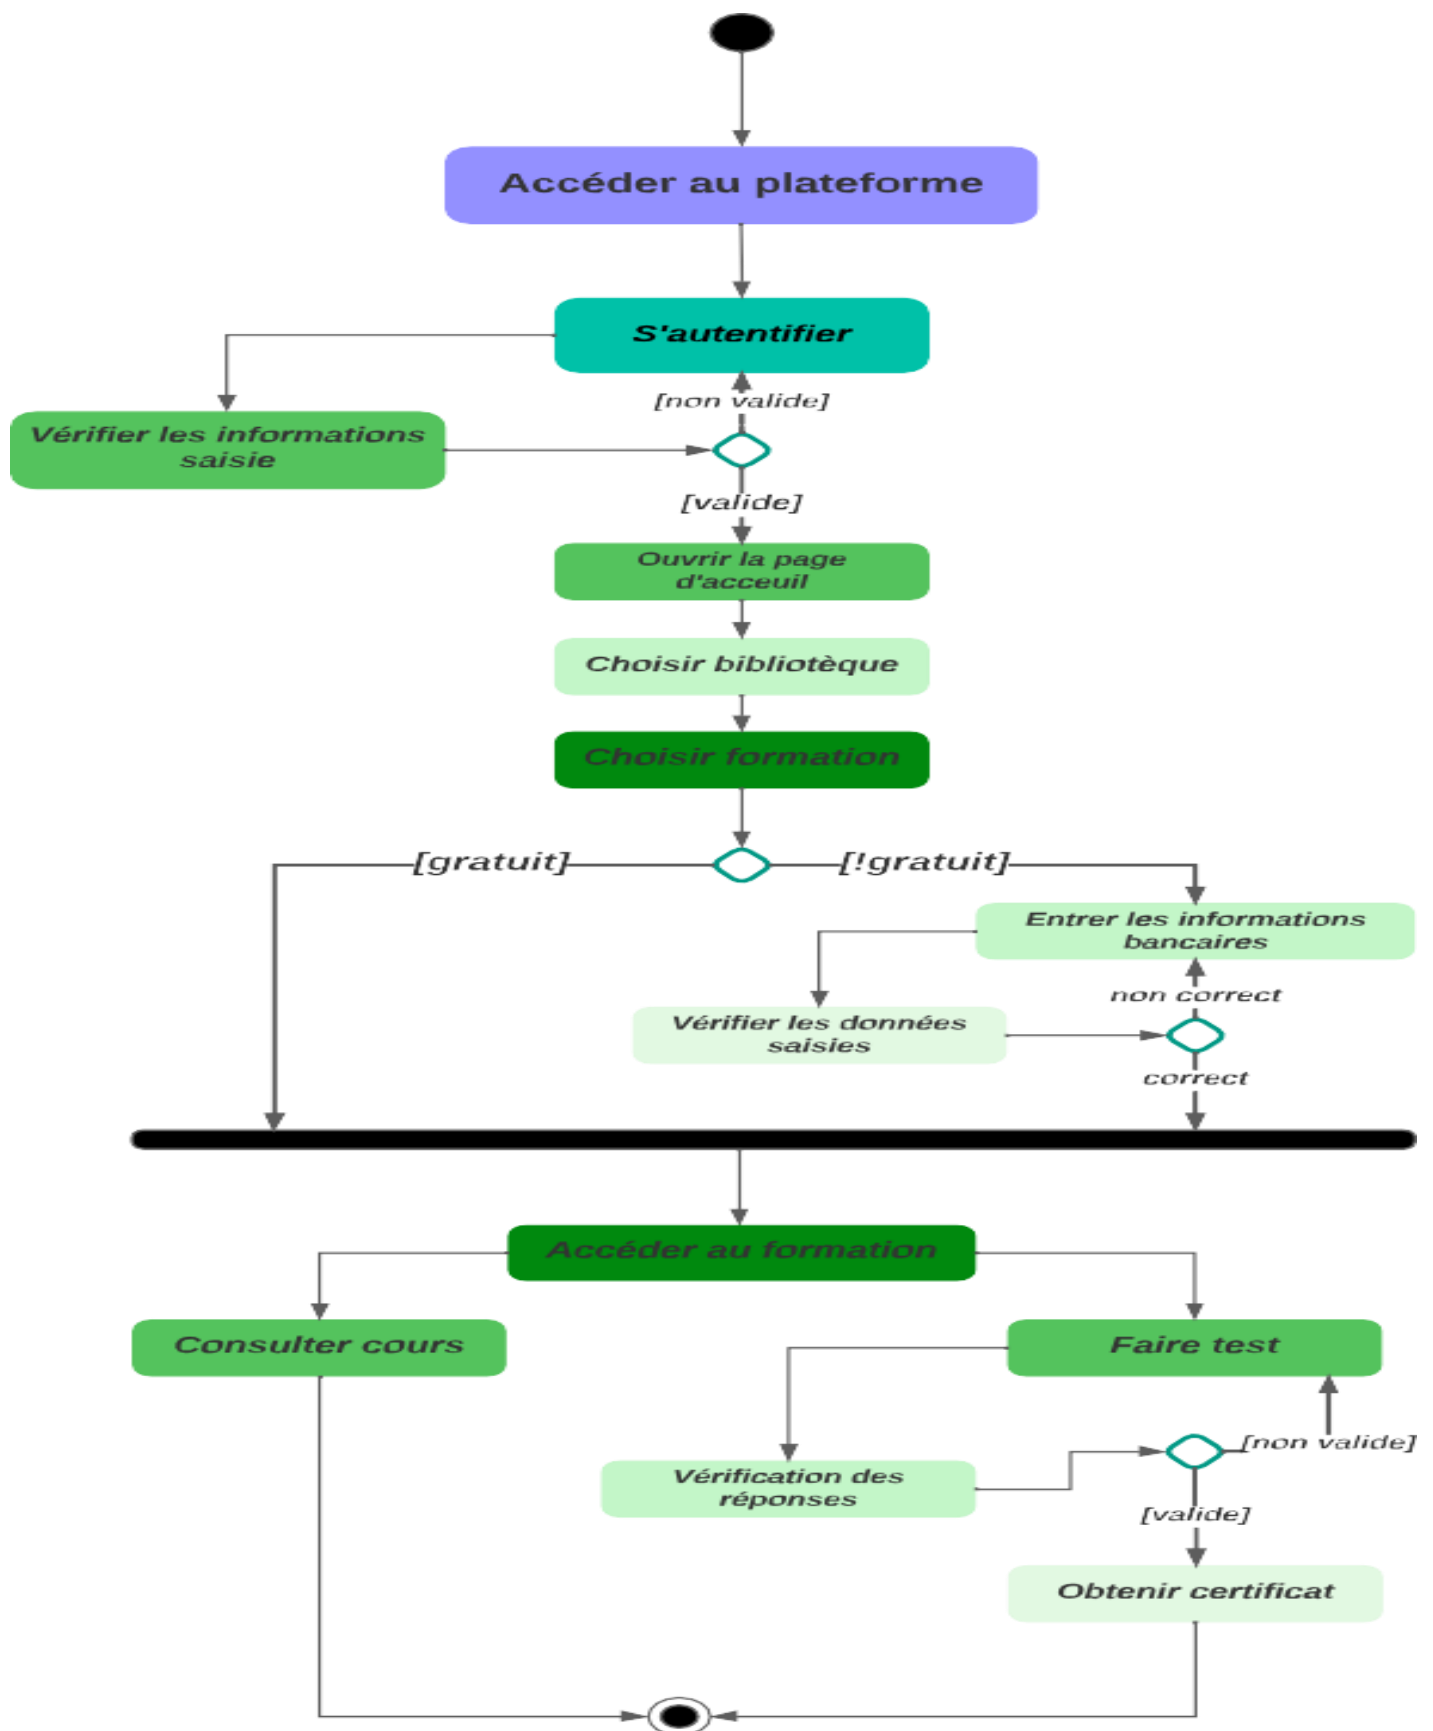 Accéder au plateforme
S'autentifier
[non valide]
Vérifier les informations
saisie
[valide]
Ouvrir la page
d'acceuil
Choisir bibliotèque
Choisir formation
[gratuit]
[!gratuit]
Entrer les informations
bancaires
non correct
Vérifier les données
saisies
correct
Accéder au formation
Consulter cours
Faire test
[non valide]
Vérification des
réponses
[valide]
Obtenir certificat